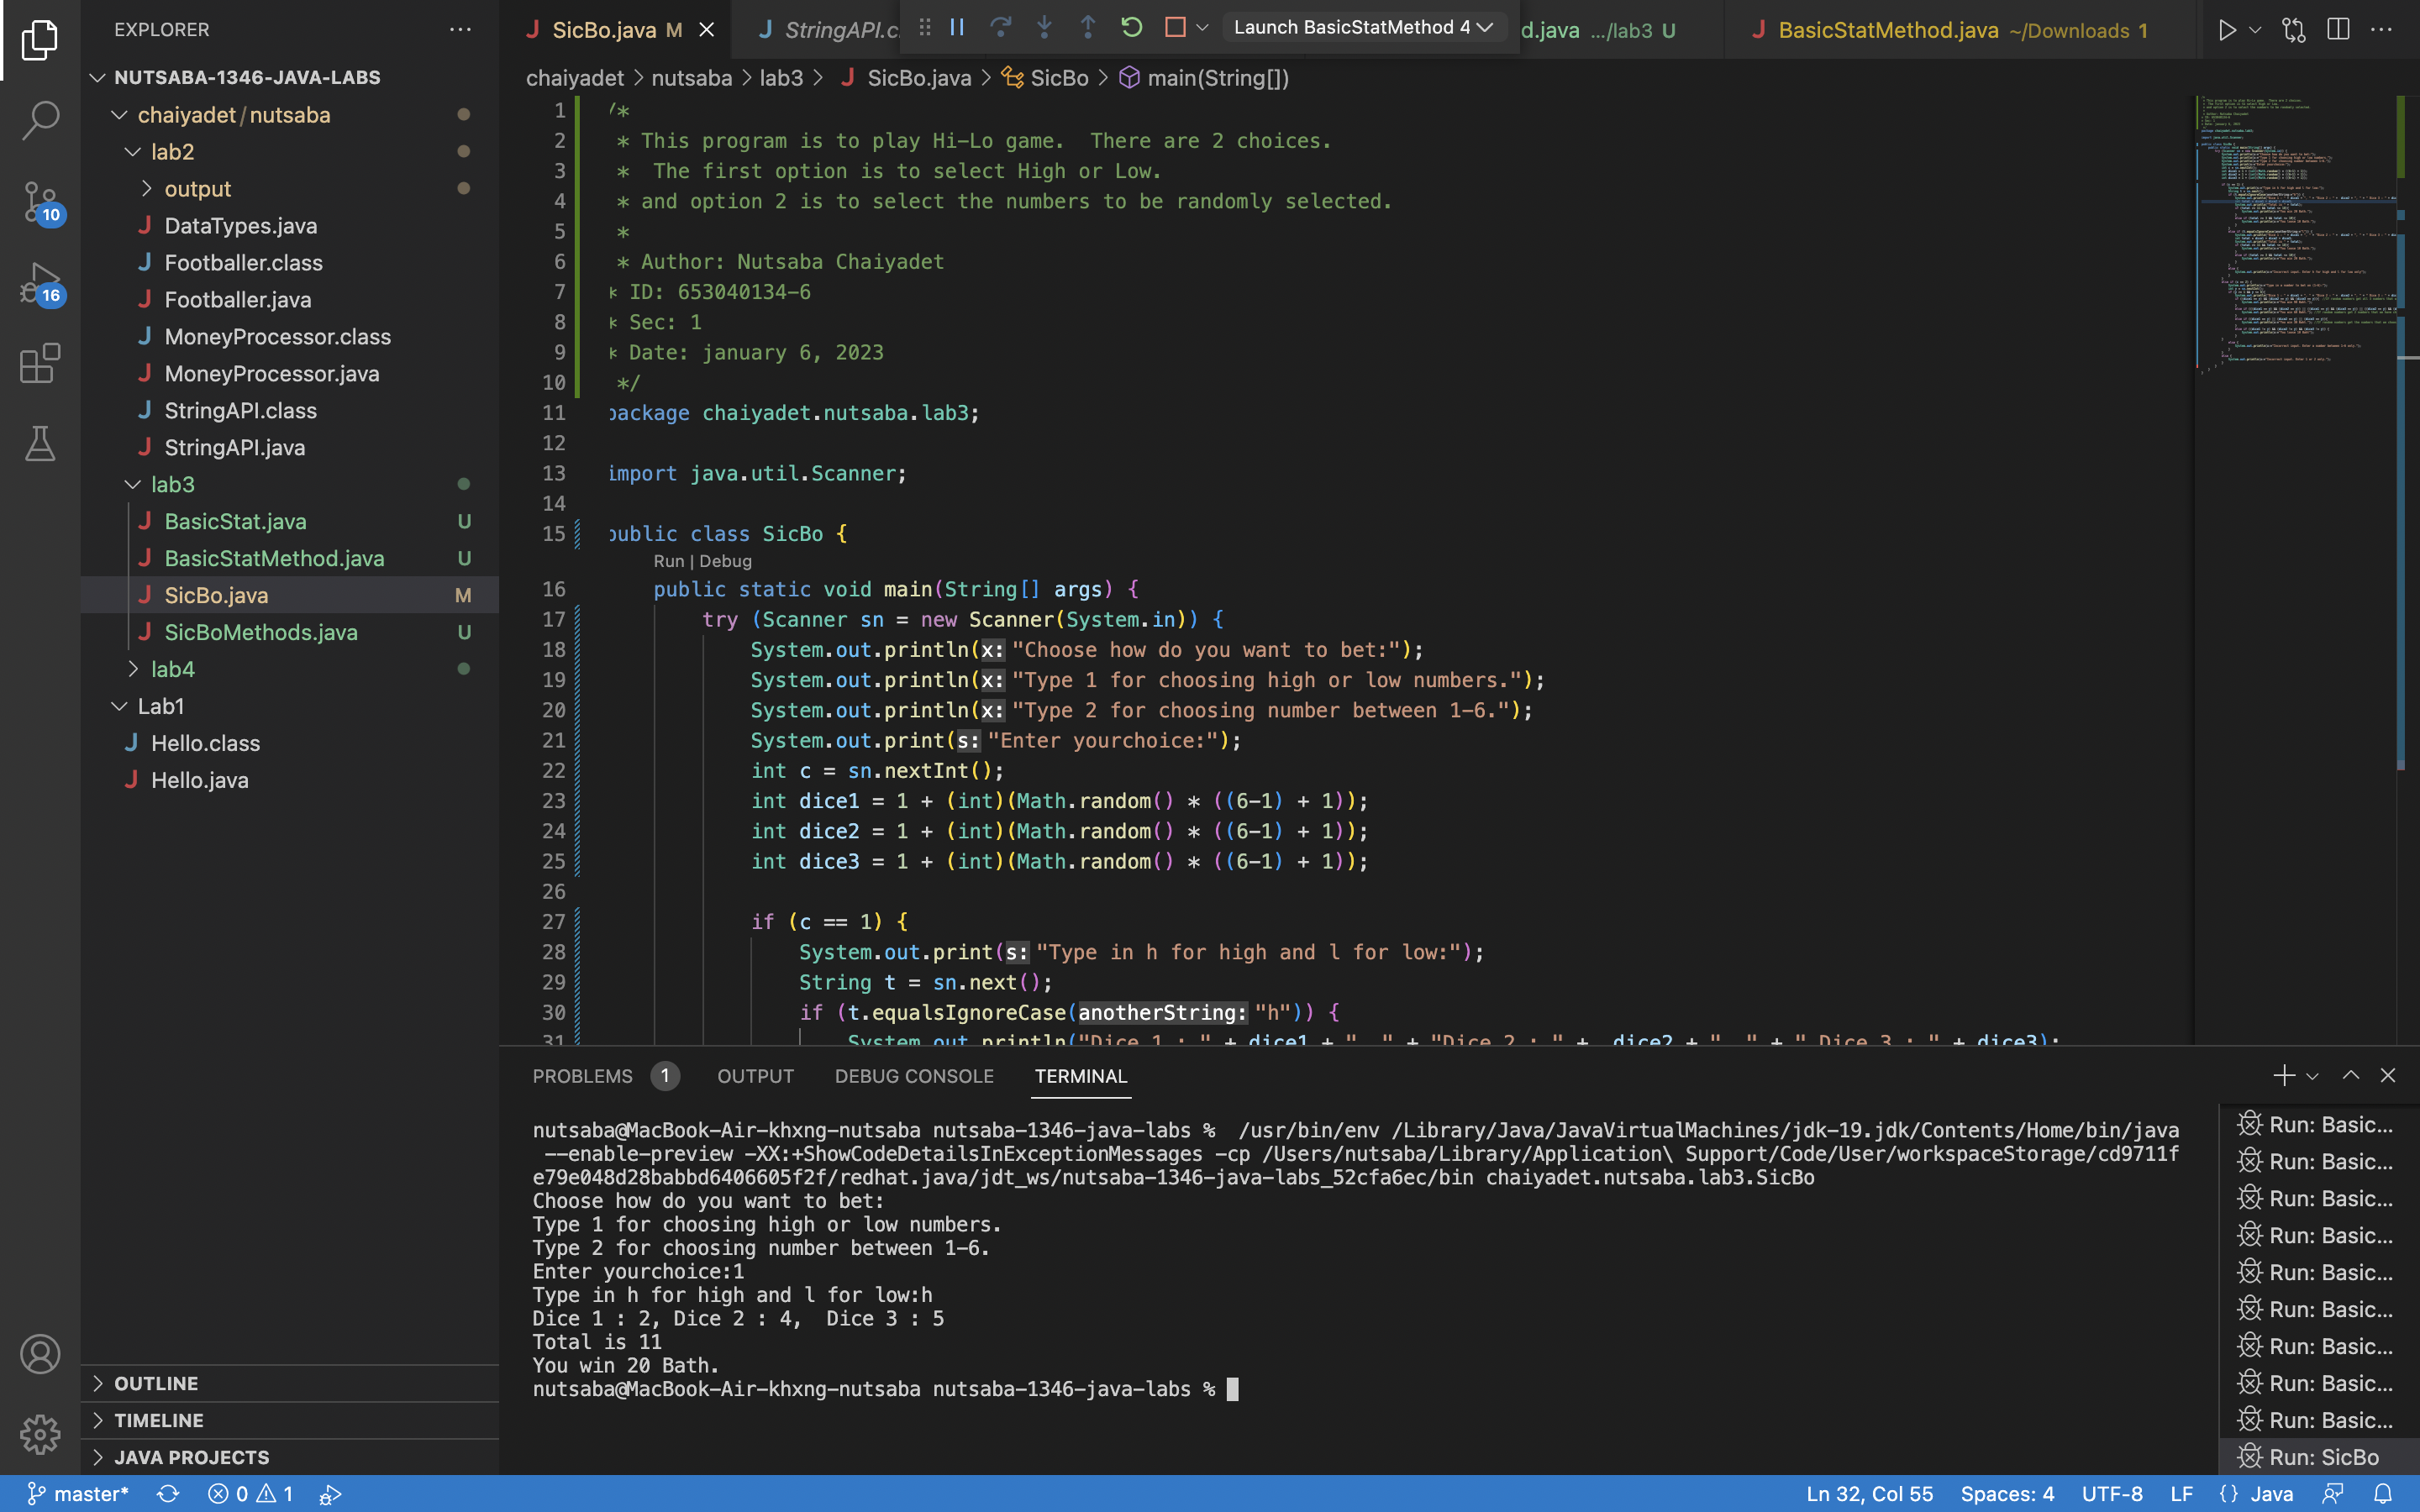 EXPLORER
NUTSABA-1346-JAVA-LABS
chaiyadet/nutsaba
lab2
output
DataTypes.java
Footballer.class
Footballer.java
MoneyProcessor.class
MoneyProcessor.java
StringAPI.class
StringAPI.java
lab3
BasicStat.java U
BasicStatMethod.java U
SicBo.java M
SicBoMethods.java U
lab4
Lab1
Hello.class
Hello.java
OUTLINE
TIMELINE
JAVA PROJECTS
10
16
SicBo.java M
StringAPI.c
Launch BasicStatMethod 4
d.java .../lab3 U
BasicStatMethod.java ~/Downloads 1
chaiyadet > nutsaba > lab3 > SicBo.java > SicBo > main(String[])
1 /*
2 * This program is to play Hi-Lo game.  There are 2 choices.
3 *  The first option is to select High or Low.
4 * and option 2 is to select the numbers to be randomly selected.
5 *
6 * Author: Nutsaba Chaiyadet
7 * ID: 653040134-6
8 * Sec: 1
9 * Date: january 6, 2023
10 */
11 package chaiyadet.nutsaba.lab3;
12
13 import java.util.Scanner;
14
15 public class SicBo {
Run | Debug
16 public static void main(String[] args) {
17 try (Scanner sn = new Scanner(System.in)) {
18 System.out.println(x: "Choose how do you want to bet:");
19 System.out.println(x: "Type 1 for choosing high or low numbers.");
20 System.out.println(x: "Type 2 for choosing number between 1-6.");
21 System.out.print(s: "Enter yourchoice:");
22 int c = sn.nextInt();
23 int dice1 = 1 + (int)(Math.random() * ((6-1) + 1));
24 int dice2 = 1 + (int)(Math.random() * ((6-1) + 1));
25 int dice3 = 1 + (int)(Math.random() * ((6-1) + 1));
26
27 if (c == 1) {
28 System.out.print(s: "Type in h for high and l for low:");
29 String t = sn.next();
30 if (t.equalsIgnoreCase(anotherString: "h")) {
31 System.out.println("Dice 1 : " + dice1 + ", " + "Dice 2 : " +  dice2 + ", " + " Dice 3 : " + dice3);
PROBLEMS 1 OUTPUT DEBUG CONSOLE TERMINAL
nutsaba@MacBook-Air-khxng-nutsaba nutsaba-1346-java-labs %  /usr/bin/env /Library/Java/JavaVirtualMachines/jdk-19.jdk/Contents/Home/bin/java
--enable-preview -XX:+ShowCodeDetailsInExceptionMessages -cp /Users/nutsaba/Library/Application\ Support/Code/User/workspaceStorage/cd9711f
e79e048d28babbd6406605f2f/redhat.java/jdt_ws/nutsaba-1346-java-labs_52cfa6ec/bin chaiyadet.nutsaba.lab3.SicBo
Choose how do you want to bet:
Type 1 for choosing high or low numbers.
Type 2 for choosing number between 1-6.
Enter yourchoice:1
Type in h for high and l for low:h
Dice 1 : 2, Dice 2 : 4,  Dice 3 : 5
Total is 11
You win 20 Bath.
nutsaba@MacBook-Air-khxng-nutsaba nutsaba-1346-java-labs %
Run: Basic...
Run: Basic...
Run: Basic...
Run: Basic...
Run: Basic...
Run: Basic...
Run: Basic...
Run: Basic...
Run: Basic...
Run: SicBo
master* 0 1
Ln 32, Col 55 Spaces: 4 UTF-8 LF {} Java